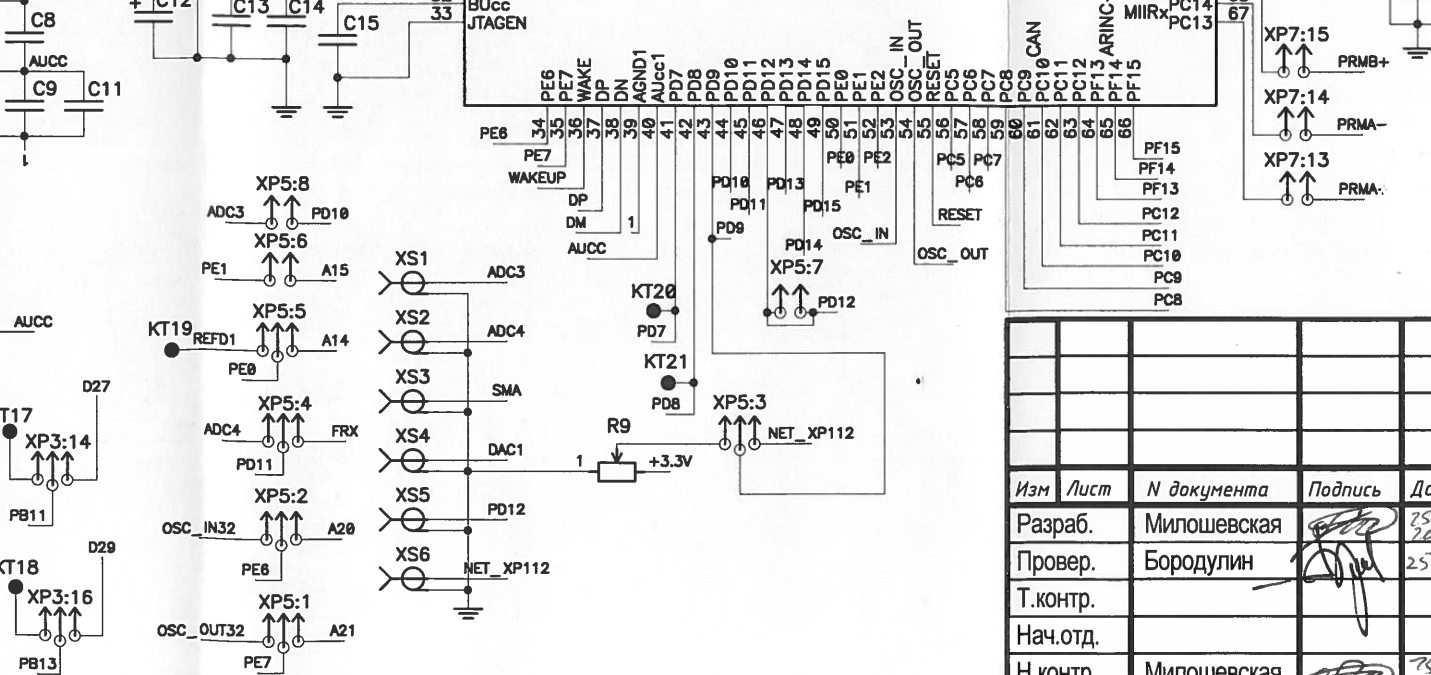 C12
C13
C14
C15
C8
AUCC
C9
C11
33
BUcc
JTAGEN
PE6
PE7
WAKE
DP
DN
AGND1
AUcc1
PD7
PD8
PD9
PD10
PD11
PD12
PD13
PD14
PD15
PE0
PE1
PE2
OSC_IN
OSC_OUT
RESET
PC5
PC6
PC7
PC8
PC9
PC10 CAN
PC11
PC12
PF13
PF14 ARINC
PF15
MIIRx
PC14
PC13
67
34
35
36
37
38
39
40
41
42
43
44
45
46
47
48
49
50
51
52
53
54
55
56
57
58
59
60
61
62
63
64
65
66
PE6
PE7
WAKEUP
DP
DM
1
AUCC
PD10
PD11
PD9
PD13
PD15
PD14
PE0
PE2
PE1
OSC_IN
PC5
PC7
PC6
RESET
OSC_OUT
PF15
PF14
PF13
PC12
PC11
PC10
PC9
PC8
XP7:15
PRMB+
XP7:14
PRMA-
XP7:13
PRMA-
XP5:8
ADC3
PD10
XP5:6
PE1
A15
XP5:5
KT19
REFD1
A14
PE0
XP5:4
ADC4
FRX
PD11
XP5:2
OSC_IN32
A20
PE6
XP5:1
OSC_OUT32
A21
PE7
AUCC
D27
XP3:14
PB11
D29
XP3:16
PB13
1
XS1
ADC3
XS2
ADC4
XS3
SMA
XS4
DAC1
XS5
PD12
XS6
NET_XP112
KT20
PD7
KT21
PD8
XP5:7
PD12
XP5:3
NET_XP112
R9
1
+3.3V
Изм
Лист
N документа
Подпись
Разраб.
Милошевская
Провер.
Бородулин
Т.контр.
Нач.отд.
Н.контр
Милошевская